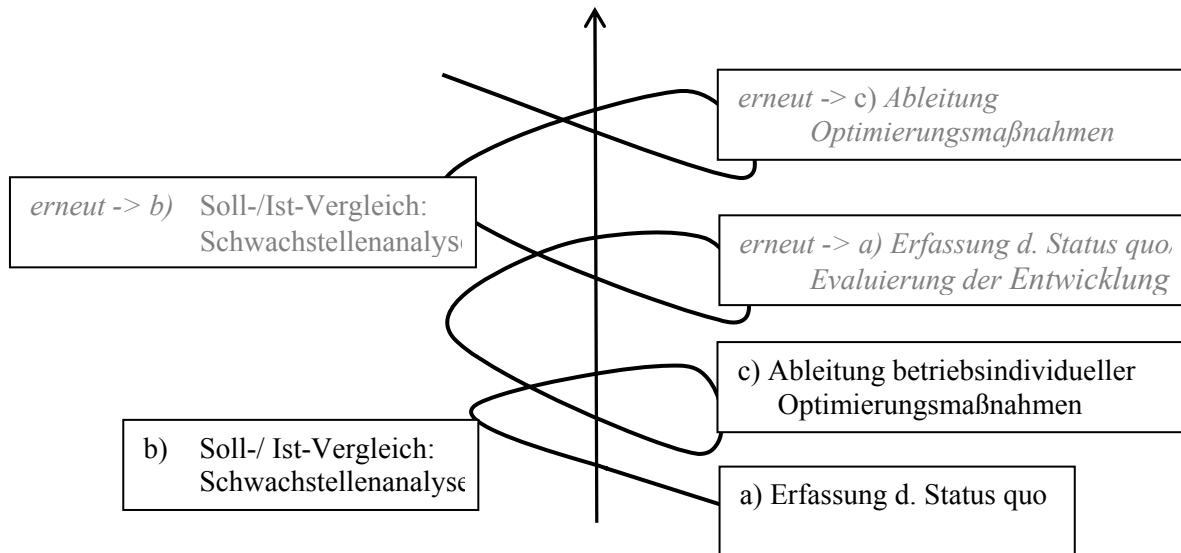 erneut -> c) Ableitung
Optimierungsmaßnahmen
erneut -> b) Soll-/Ist-Vergleich:
Schwachstellenanalyse
erneut -> a) Erfassung d. Status quo/
Evaluierung der Entwicklung
c) Ableitung betriebsindividueller
Optimierungsmaßnahmen
b) Soll-/ Ist-Vergleich:
Schwachstellenanalyse
a) Erfassung d. Status quo